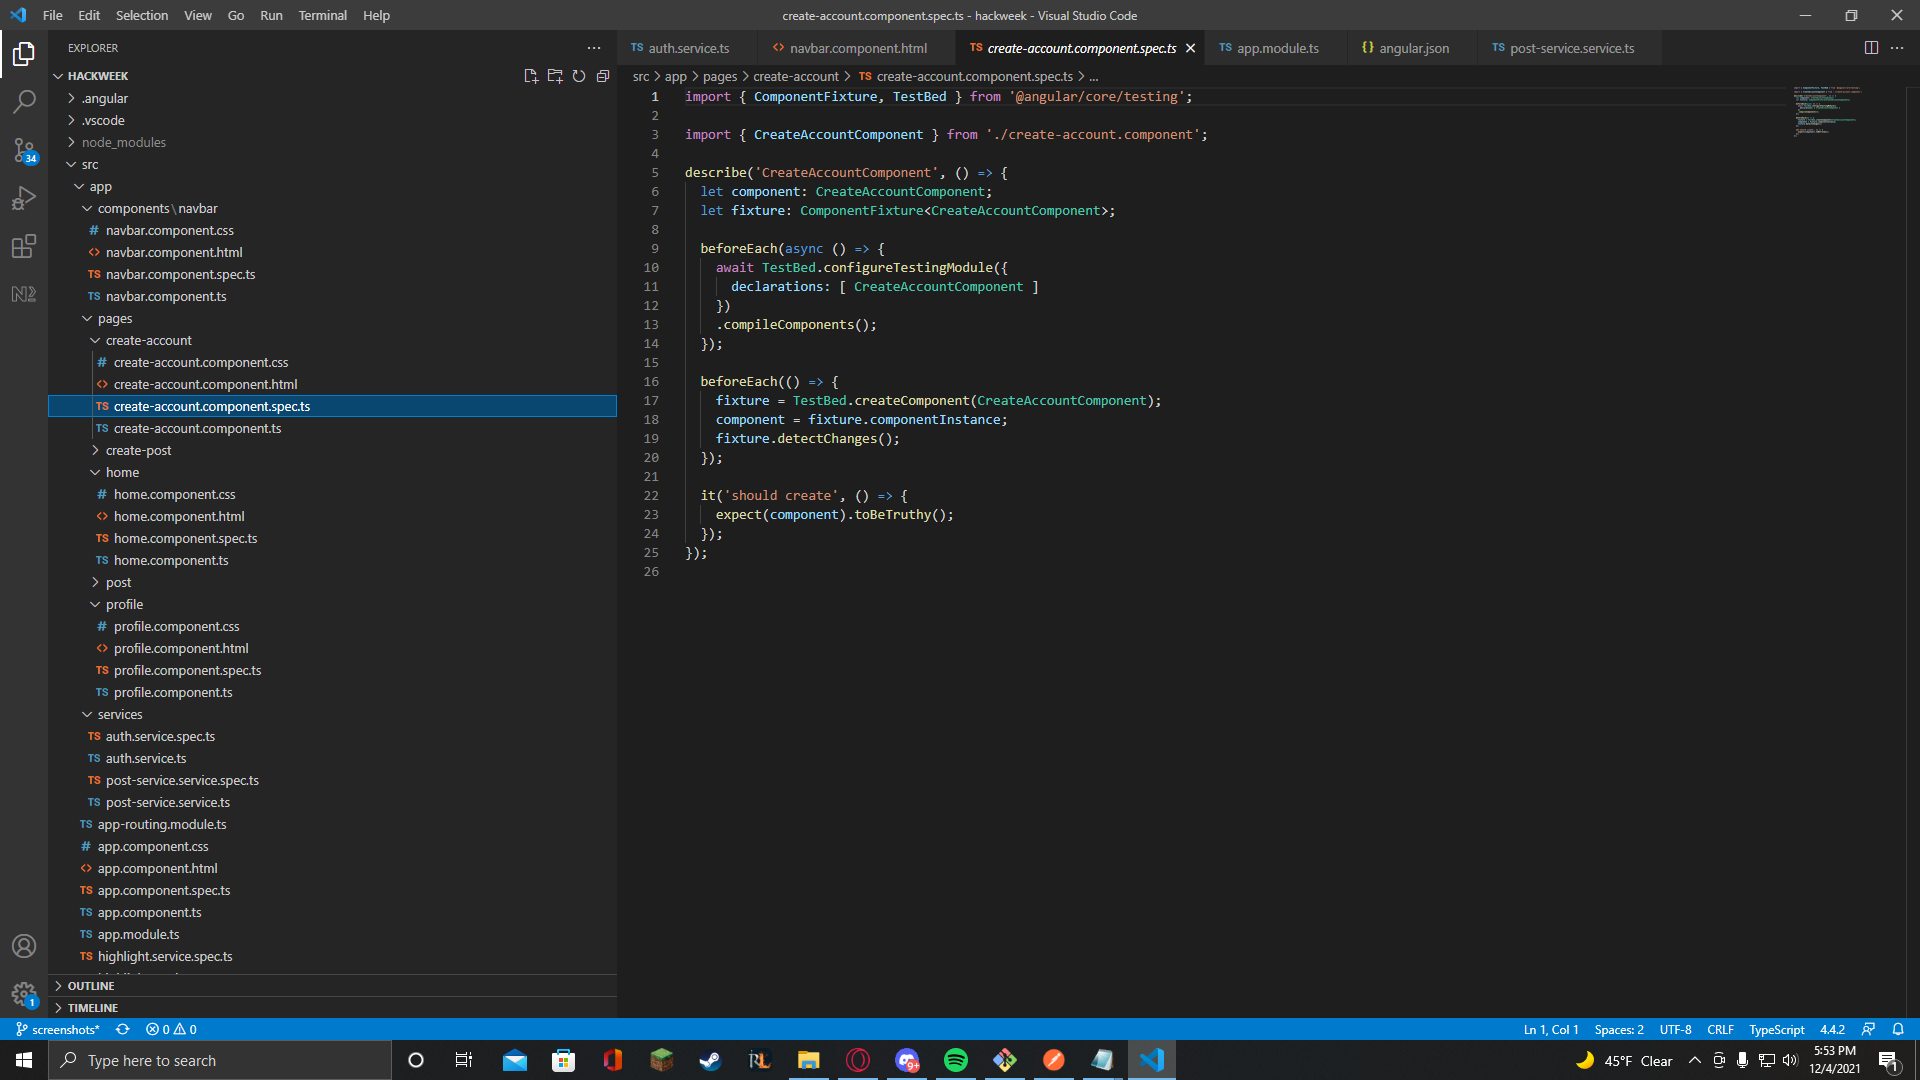 File Edit Selection View Go Run Terminal Help
create-account.component.spec.ts - hackweek - Visual Studio Code
EXPLORER
HACKWEEK
.angular
.vscode
node_modules
src
app
components\navbar
navbar.component.css
navbar.component.html
navbar.component.spec.ts
navbar.component.ts
pages
create-account
create-account.component.css
create-account.component.html
create-account.component.spec.ts
create-account.component.ts
create-post
home
home.component.css
home.component.html
home.component.spec.ts
home.component.ts
post
profile
profile.component.css
profile.component.html
profile.component.spec.ts
profile.component.ts
services
auth.service.spec.ts
auth.service.ts
post-service.service.spec.ts
post-service.service.ts
app-routing.module.ts
app.component.css
app.component.html
app.component.spec.ts
app.component.ts
app.module.ts
highlight.service.spec.ts
OUTLINE
TIMELINE
34
1
TS auth.service.ts
<> navbar.component.html
TS create-account.component.spec.ts
TS app.module.ts
{} angular.json
TS post-service.service.ts
src > app > pages > create-account > TS create-account.component.spec.ts > ...
1 import { ComponentFixture, TestBed } from '@angular/core/testing';
2
3 import { CreateAccountComponent } from './create-account.component';
4
5 describe('CreateAccountComponent', () => {
6 let component: CreateAccountComponent;
7 let fixture: ComponentFixture<CreateAccountComponent>;
8
9 beforeEach(async () => {
10 await TestBed.configureTestingModule({
11 declarations: [ CreateAccountComponent ]
12 })
13 .compileComponents();
14 });
15
16 beforeEach(() => {
17 fixture = TestBed.createComponent(CreateAccountComponent);
18 component = fixture.componentInstance;
19 fixture.detectChanges();
20 });
21
22 it('should create', () => {
23 expect(component).toBeTruthy();
24 });
25 });
26
screenshots* 0 0
Ln 1, Col 1 Spaces: 2 UTF-8 CRLF TypeScript 4.4.2
Type here to search
45°F Clear
5:53 PM
12/4/2021